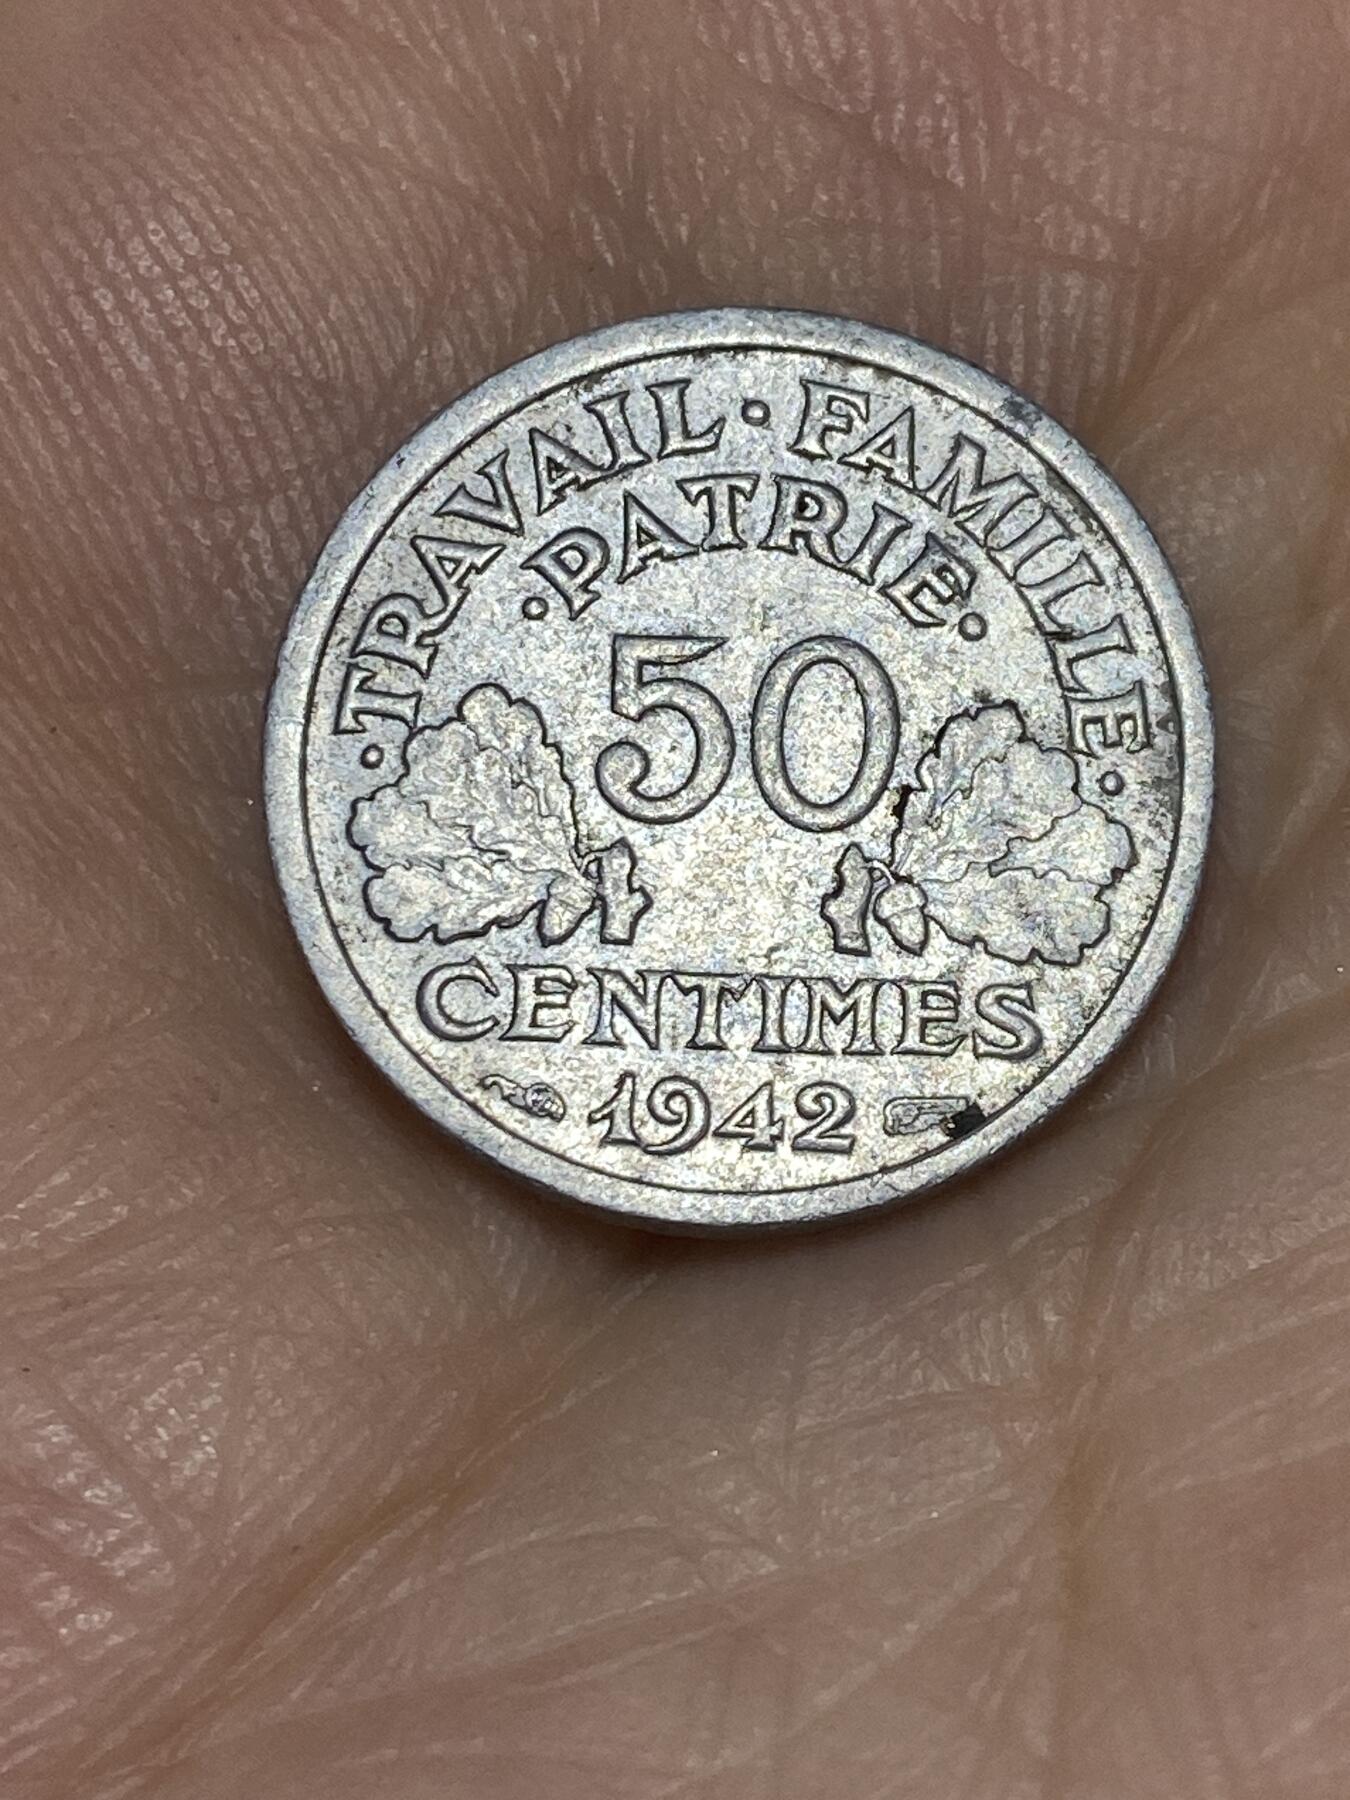 ·TRAVAIL·FAMILLE·
·PATRIE·
50
CENTIMES
1942